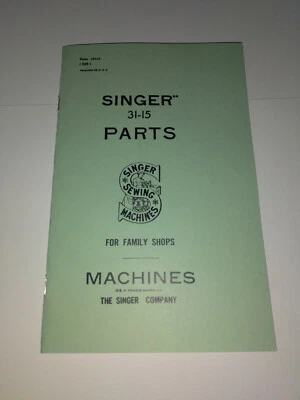 SINGER**
31-15
PARTS
SINGER
SEWING
MACHINES
FOR FAMILY SHOPS
MACHINES
THE SINGER COMPANY